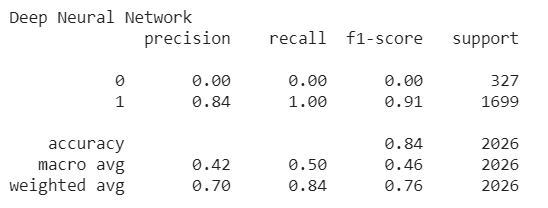 Deep Neural Network
precision recall f1-score support
0 0.00 0.00 0.00 327
1 0.84 1.00 0.91 1699
accuracy 0.84 2026
macro avg 0.42 0.50 0.46 2026
weighted avg 0.70 0.84 0.76 2026